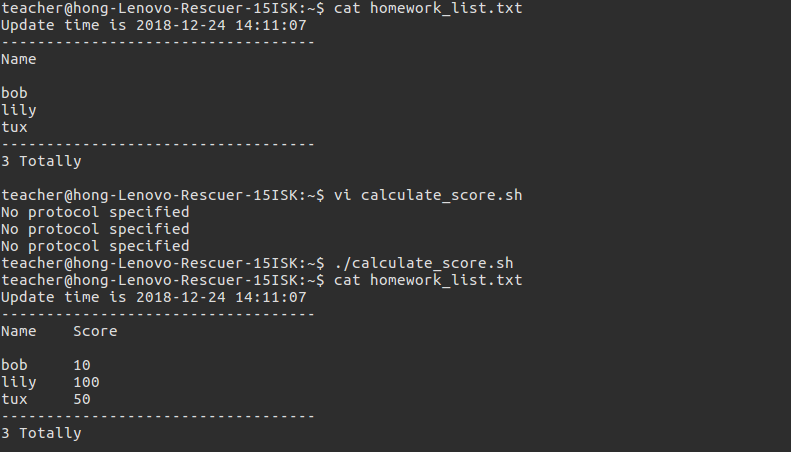 teacher@hong-Lenovo-Rescuer-15ISK:~$ cat homework_list.txt
Update time is 2018-12-24 14:11:07
-----------------------------------
Name

bob
lily
tux
-----------------------------------
3 Totally

teacher@hong-Lenovo-Rescuer-15ISK:~$ vi calculate_score.sh
No protocol specified
No protocol specified
No protocol specified
teacher@hong-Lenovo-Rescuer-15ISK:~$ ./calculate_score.sh
teacher@hong-Lenovo-Rescuer-15ISK:~$ cat homework_list.txt
Update time is 2018-12-24 14:11:07
-----------------------------------
Name    Score

bob     10
lily    100
tux     50
-----------------------------------
3 Totally